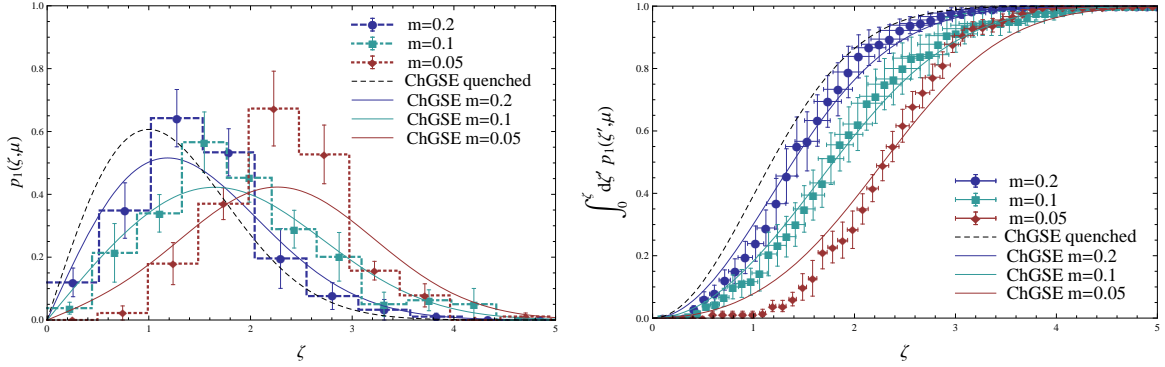 m=0.2
m=0.1
m=0.05
ChGSE quenched
ChGSE m=0.2
ChGSE m=0.1
ChGSE m=0.05
p₁(ζ,μ)
1.0
0.8
0.6
0.4
0.2
0.0
0 1 2 3 4 5
ζ
m=0.2
m=0.1
m=0.05
ChGSE quenched
ChGSE m=0.2
ChGSE m=0.1
ChGSE m=0.05
∫₀^ζ dζ′ p₁(ζ′,μ)
1.0
0.8
0.6
0.4
0.2
0.0
0 1 2 3 4 5
ζ